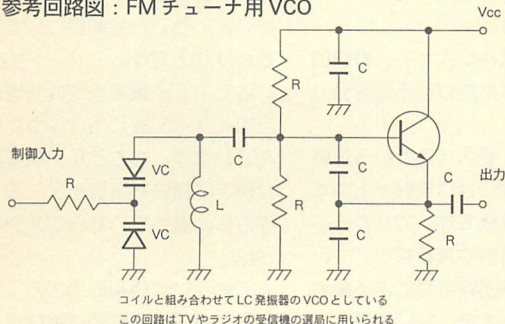 参考回路図：FMチューナ用VCO
Vcc
C
R
制御入力
VC
C
C
C
出力
R
L
VC
R
C
R
コイルと組み合わせてLC発振器のVCOとしている
この回路はTVやラジオの受信機の選局に用いられる